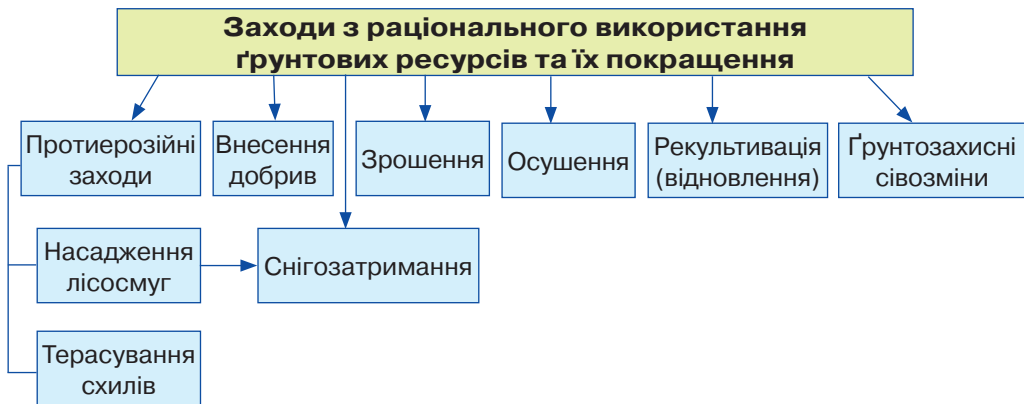 Заходи з раціонального використання
ґрунтових ресурсів та їх покращення
Протиерозійні
заходи
Внесення
добрив
Зрошення
Осушення
Рекультивація
(відновлення)
Ґрунтозахисні
сівозміни
Насадження
лісосмуг
Снігозатримання
Терасування
схилів